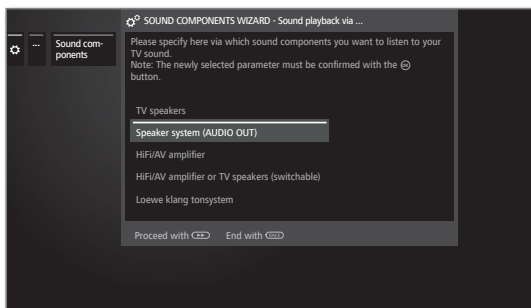 SOUND COMPONENTS WIZARD - Sound playback via ...
...
Sound com-
ponents
Please specify here via which sound components you want to listen to your
TV sound.
Note: The newly selected parameter must be confirmed with the OK
button.
TV speakers
Speaker system (AUDIO OUT)
HiFi/AV amplifier
HiFi/AV amplifier or TV speakers (switchable)
Loewe klang tonsystem
Proceed with End with BACK